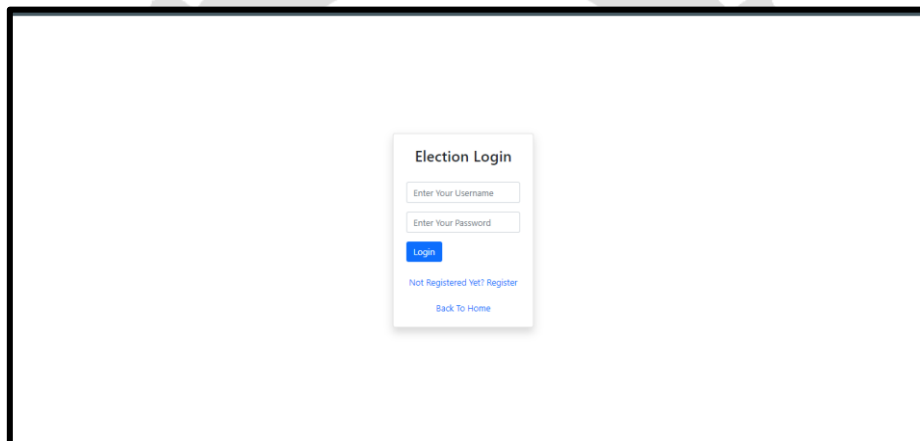 Election Login
Enter Your Username
Enter Your Password
Login
Not Registered Yet? Register
Back To Home